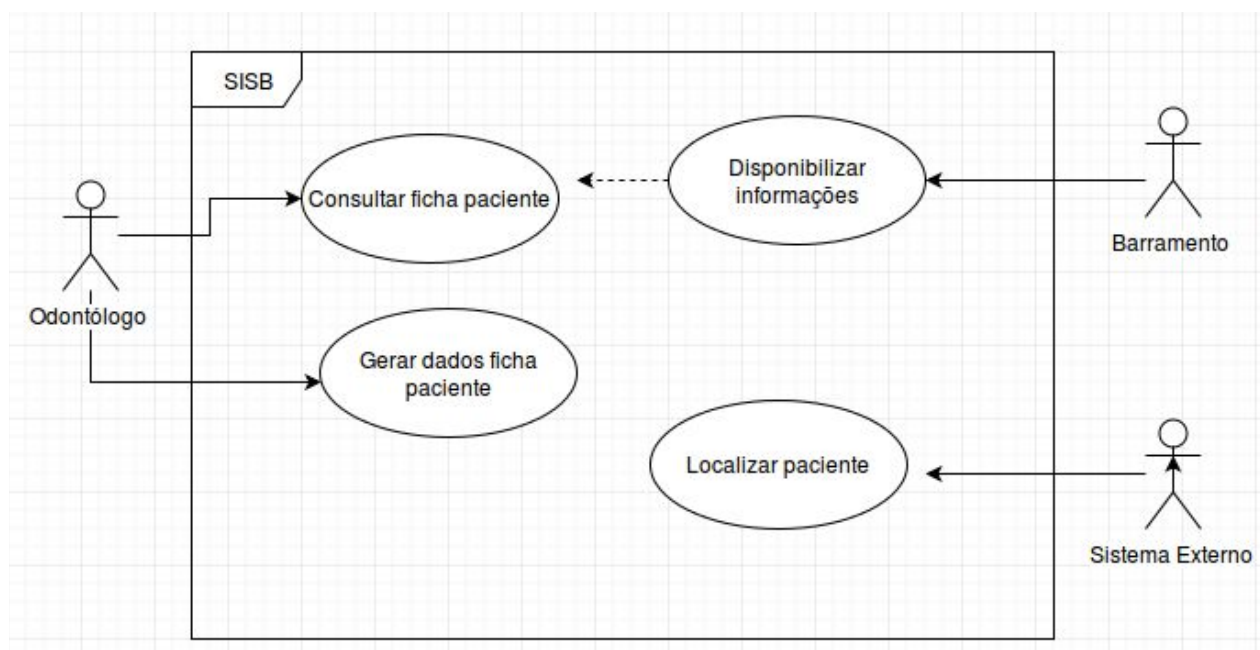 SISB
Consultar ficha paciente
Disponibilizar
informações
Barramento
Odontólogo
Gerar dados ficha
paciente
Localizar paciente
Sistema Externo